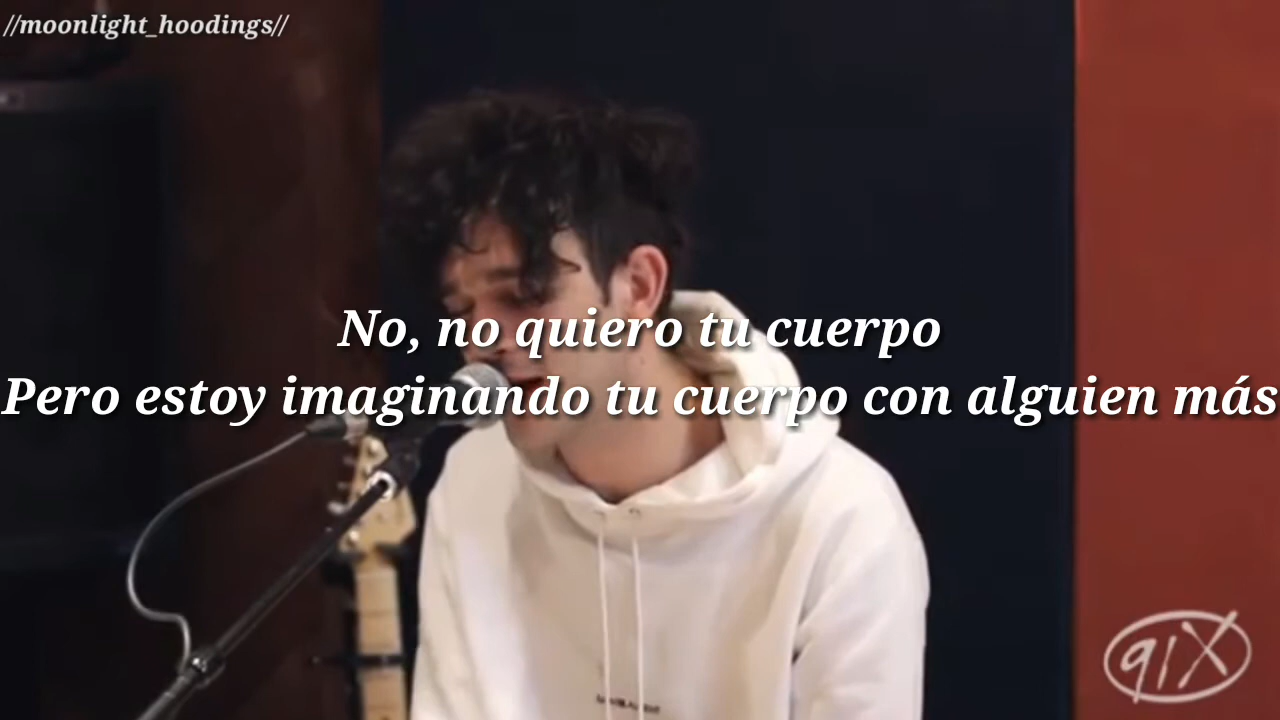 //moonlight_hoodings//
No, no quiero tu cuerpo
Pero estoy imaginando tu cuerpo con alguien más
91X